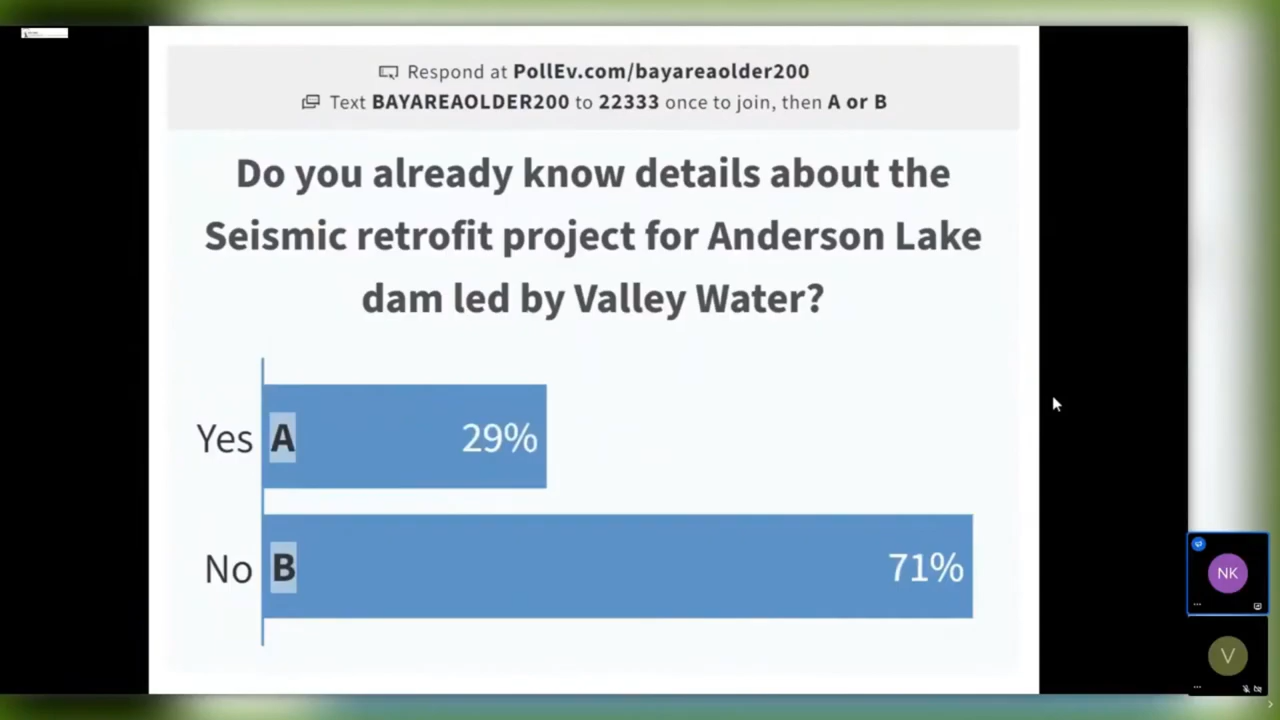 Respond at PollEv.com/bayareaolder200
Text BAYAREAOLDER200 to 22333 once to join, then A or B
Do you already know details about the
Seismic retrofit project for Anderson Lake
dam led by Valley Water?
Yes A 29%
No B 71%
NK
V